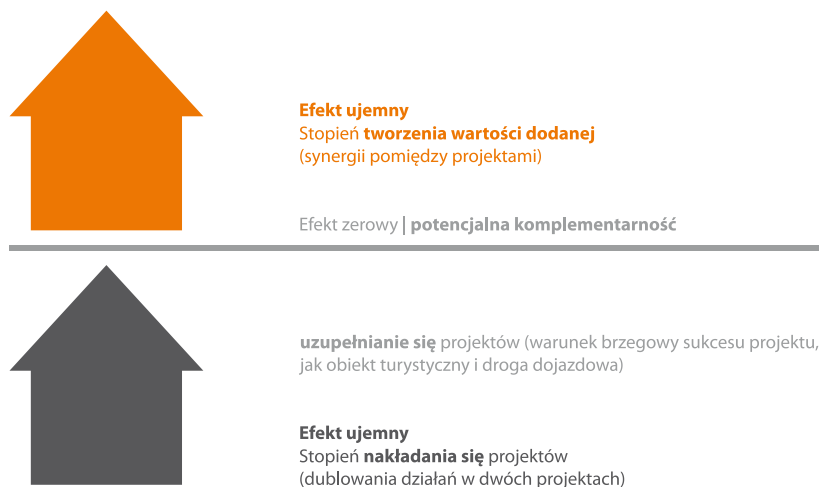 Efekt ujemny
Stopień tworzenia wartości dodanej
(synergii pomiędzy projektami)
Efekt zerowy | potencjalna komplementarność
uzupełnianie się projektów (warunek brzegowy sukcesu projektu,
jak obiekt turystyczny i droga dojazdowa)
Efekt ujemny
Stopień nakładania się projektów
(dublowania działań w dwóch projektach)